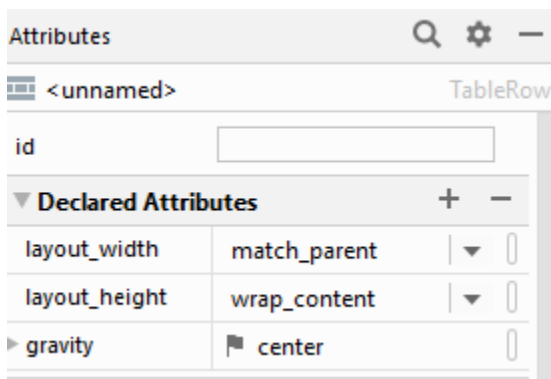 Attributes
<unnamed> TableRow
id
Declared Attributes
layout_width match_parent
layout_height wrap_content
gravity center